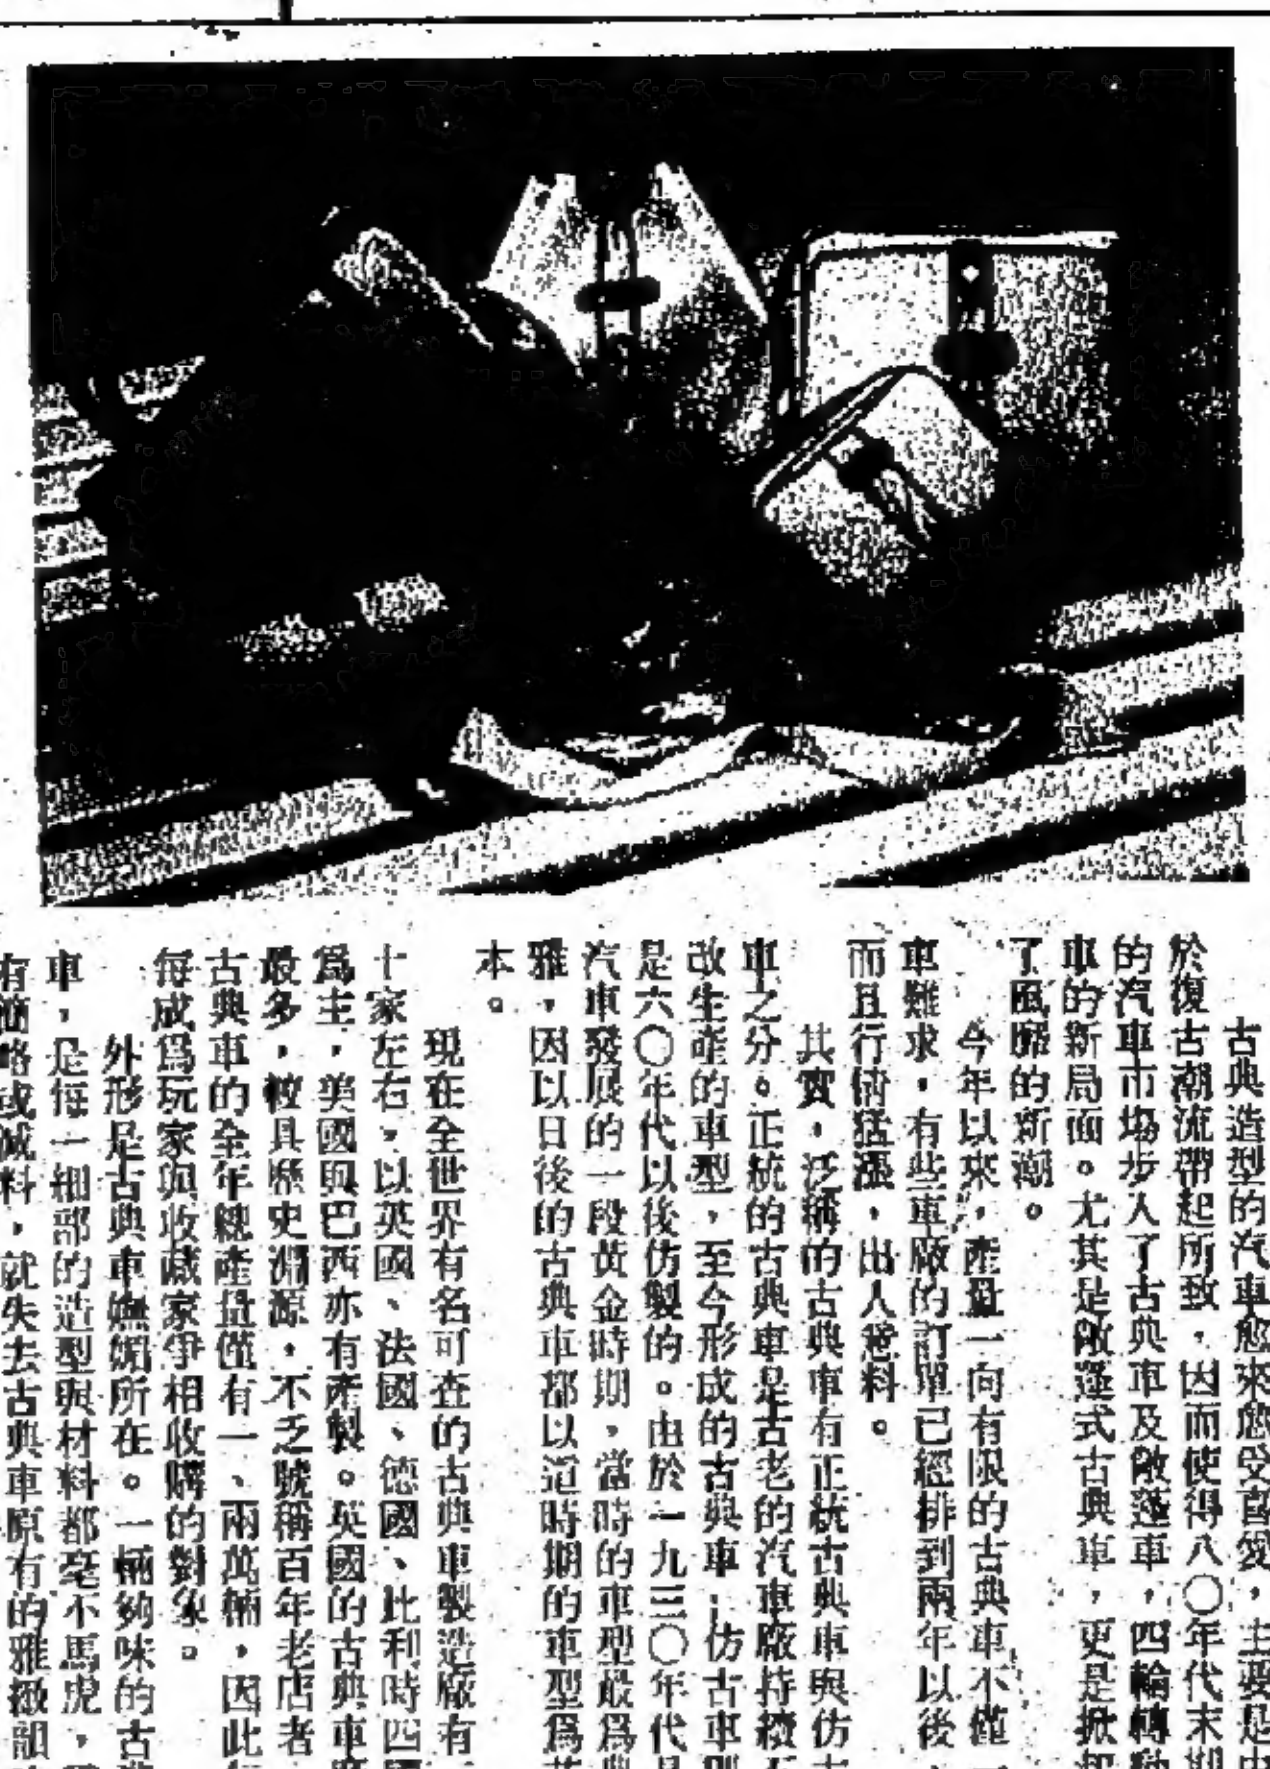 古典造型的汽車愈來愈受喜愛，主要是由
於復古潮流帶起所致，因而使得八〇年代末期
的汽車市場步入了古典車及敞篷車，四輪轉動
車的新局面。尤其是敞篷式古典車，更是掀起
了風靡的新潮。
今年以來，產量一向有限的古典車不僅
車難求，有些車廠的訂單已經排到兩年以後，
而且行情猛漲，出人意料。
其實，泛稱的古典車有正統古典車與仿古
車之分。正統的古典車是古老的汽車廠持續不
改生產的車型，至今形成的古典車；仿古車則
是六〇年代以後仿製的。由於一九三〇年代是
汽車發展的一段黃金時期，當時的車型最爲典
雅，因以日後的古典車都以這時期的車型爲
本。
現在全世界有名可查的古典車製造廠有
十家左右，以英國、法國、德國、比利時四國
爲主，美國與巴西亦有產製。英國的古典車廠
最多，較具歷史淵源，不乏號稱百年老店者
古典車的全年總產量僅有一、兩萬輛，因此
每成爲玩家與收藏家爭相收購的對象。
外形是古典車嫵媚所在。一輛夠味的古
車，是每一細部的造型與材料都毫不馬虎，
有簡略或減料，就失去古典車原有的雅緻韻